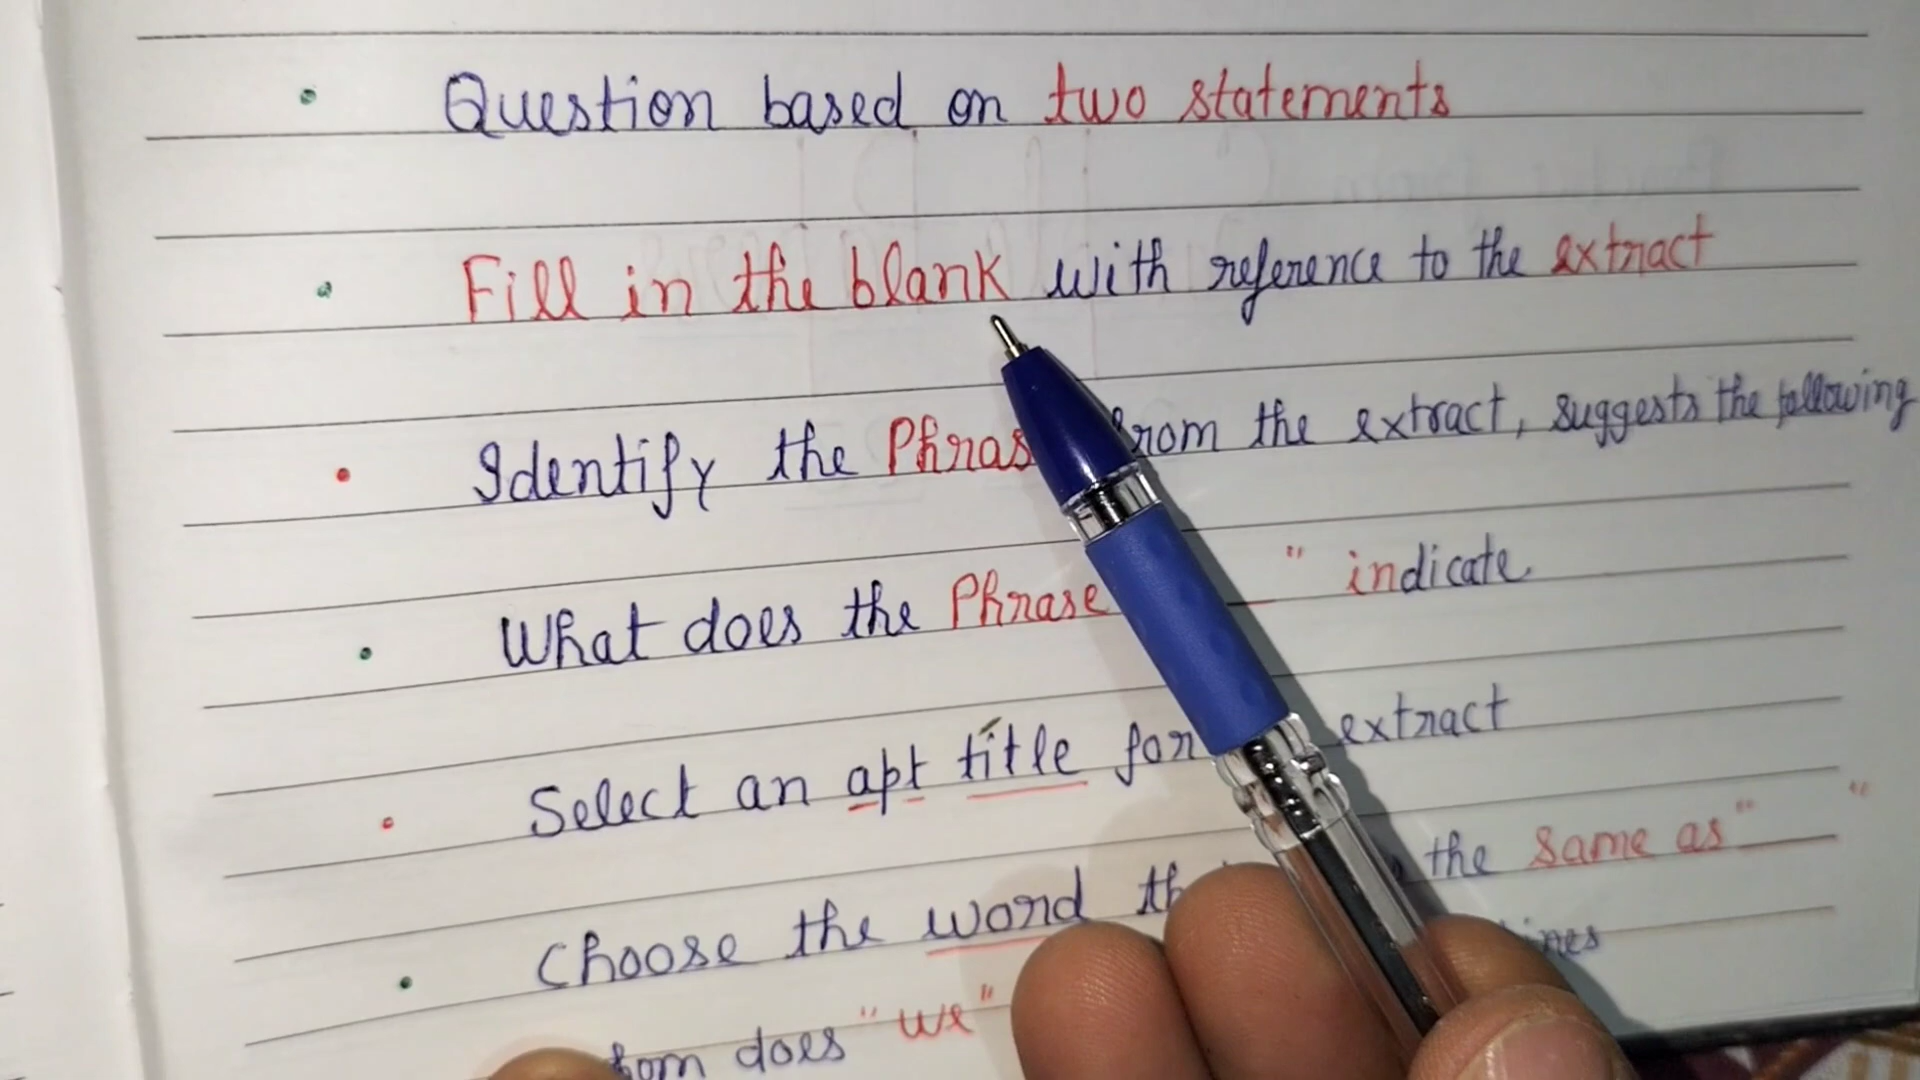 Question based on two statements
Fill in the blank with reference to the extract
Identify the Phras from the extract, suggests the following
What does the Phrase " indicate
Select an apt title for extract
Choose the word the Same as " "
does "we"